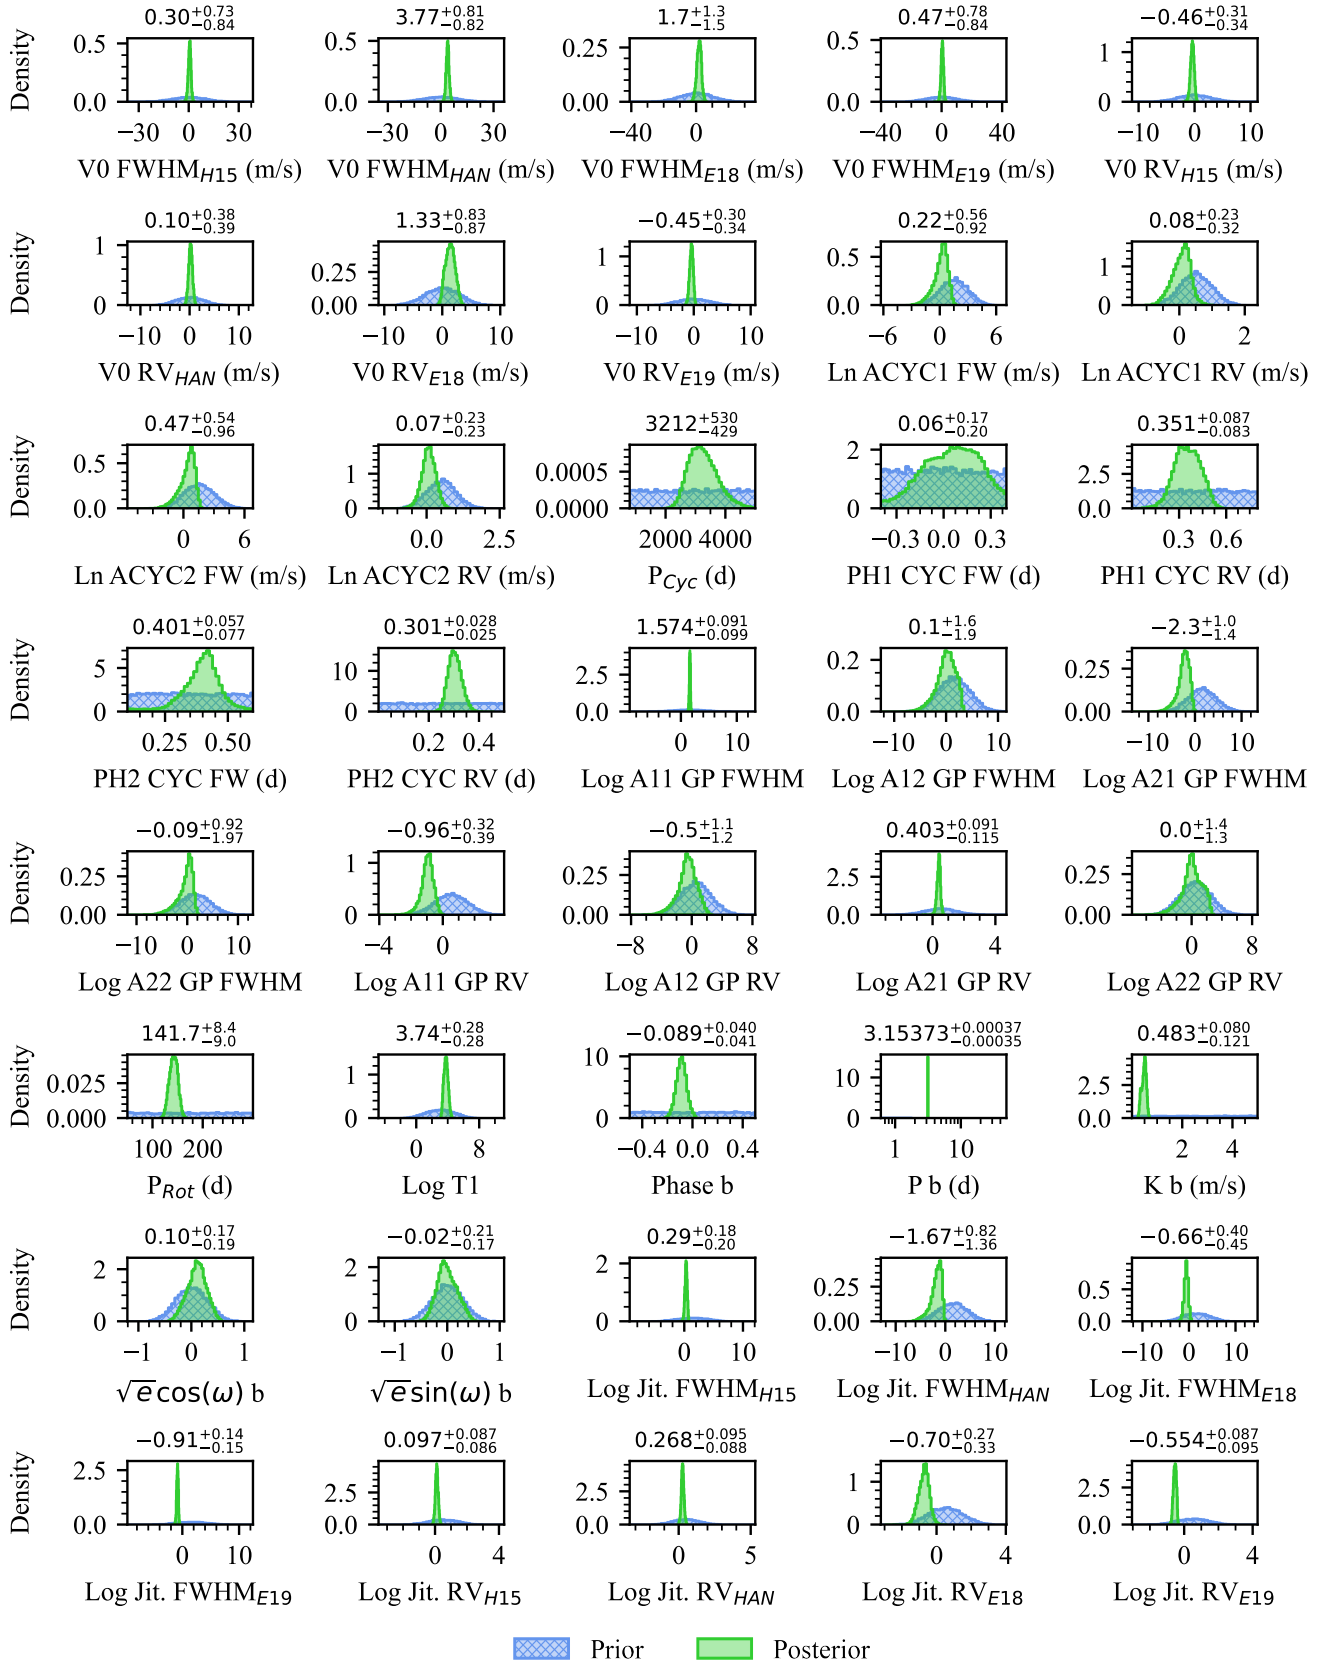 0.30+0.73−0.84 3.77+0.81−0.82 1.7+1.3−1.5 0.47+0.78−0.84 −0.46+0.31−0.34
Density
0.5 0.0 0.5 0.0 0.25 0.00 0.5 0.0 1 0
−30 0 30 −30 0 30 −40 0 −40 0 40 −10 0 10
V0 FWHM_H15 (m/s) V0 FWHM_HAN (m/s) V0 FWHM_E18 (m/s) V0 FWHM_E19 (m/s) V0 RV_H15 (m/s)
0.10+0.38−0.39 1.33+0.83−0.87 −0.45+0.30−0.34 0.22+0.56−0.92 0.08+0.23−0.32
Density
1 0 0.25 0.00 1 0 0.5 0.0 1 0
−10 0 10 −10 0 10 −10 0 10 −6 0 6 0 2
V0 RV_HAN (m/s) V0 RV_E18 (m/s) V0 RV_E19 (m/s) Ln ACYC1 FW (m/s) Ln ACYC1 RV (m/s)
0.47+0.54−0.96 0.07+0.23−0.23 3212+530−429 0.06+0.17−0.20 0.351+0.087−0.083
Density
0.5 0.0 1 0 0.0005 0.0000 2 0 2.5 0.0
0 6 0.0 2.5 2000 4000 −0.3 0.0 0.3 0.3 0.6
Ln ACYC2 FW (m/s) Ln ACYC2 RV (m/s) P_Cyc (d) PH1 CYC FW (d) PH1 CYC RV (d)
0.401+0.057−0.077 0.301+0.028−0.025 1.574+0.091−0.099 0.1+1.6−1.9 −2.3+1.0−1.4
Density
5 0 10 0 2.5 0.0 0.2 0.0 0.25 0.00
0.25 0.50 0.2 0.4 0 10 −10 0 10 −10 0 10
PH2 CYC FW (d) PH2 CYC RV (d) Log A11 GP FWHM Log A12 GP FWHM Log A21 GP FWHM
−0.09+0.92−1.97 −0.96+0.32−0.39 −0.5+1.1−1.2 0.403+0.091−0.115 0.0+1.4−1.3
Density
0.25 0.00 1 0 0.25 0.00 2.5 0.0 0.25 0.00
−10 0 10 −4 0 −8 0 8 0 4 0 8
Log A22 GP FWHM Log A11 GP RV Log A12 GP RV Log A21 GP RV Log A22 GP RV
141.7+8.4−9.0 3.74+0.28−0.28 −0.089+0.040−0.041 3.15373+0.00037−0.00035 0.483+0.080−0.121
Density
0.025 0.000 1 0 10 0 10 0 2.5 0.0
100 200 0 8 −0.4 0.0 0.4 1 10 2 4
P_Rot (d) Log T1 Phase b P b (d) K b (m/s)
0.10+0.17−0.19 −0.02+0.21−0.17 0.29+0.18−0.20 −1.67+0.82−1.36 −0.66+0.40−0.45
Density
2 0 2 0 2 0 0.25 0.00 0.5 0.0
−1 0 1 −1 0 1 0 10 −10 0 10 −10 0 10
√e cos(ω) b √e sin(ω) b Log Jit. FWHM_H15 Log Jit. FWHM_HAN Log Jit. FWHM_E18
−0.91+0.14−0.15 0.097+0.087−0.086 0.268+0.095−0.088 −0.70+0.27−0.33 −0.554+0.087−0.095
Density
2.5 0.0 2.5 0.0 2.5 0.0 1 0 2.5 0.0
0 10 0 4 0 5 0 4 0 4
Log Jit. FWHM_E19 Log Jit. RV_H15 Log Jit. RV_HAN Log Jit. RV_E18 Log Jit. RV_E19
Prior Posterior